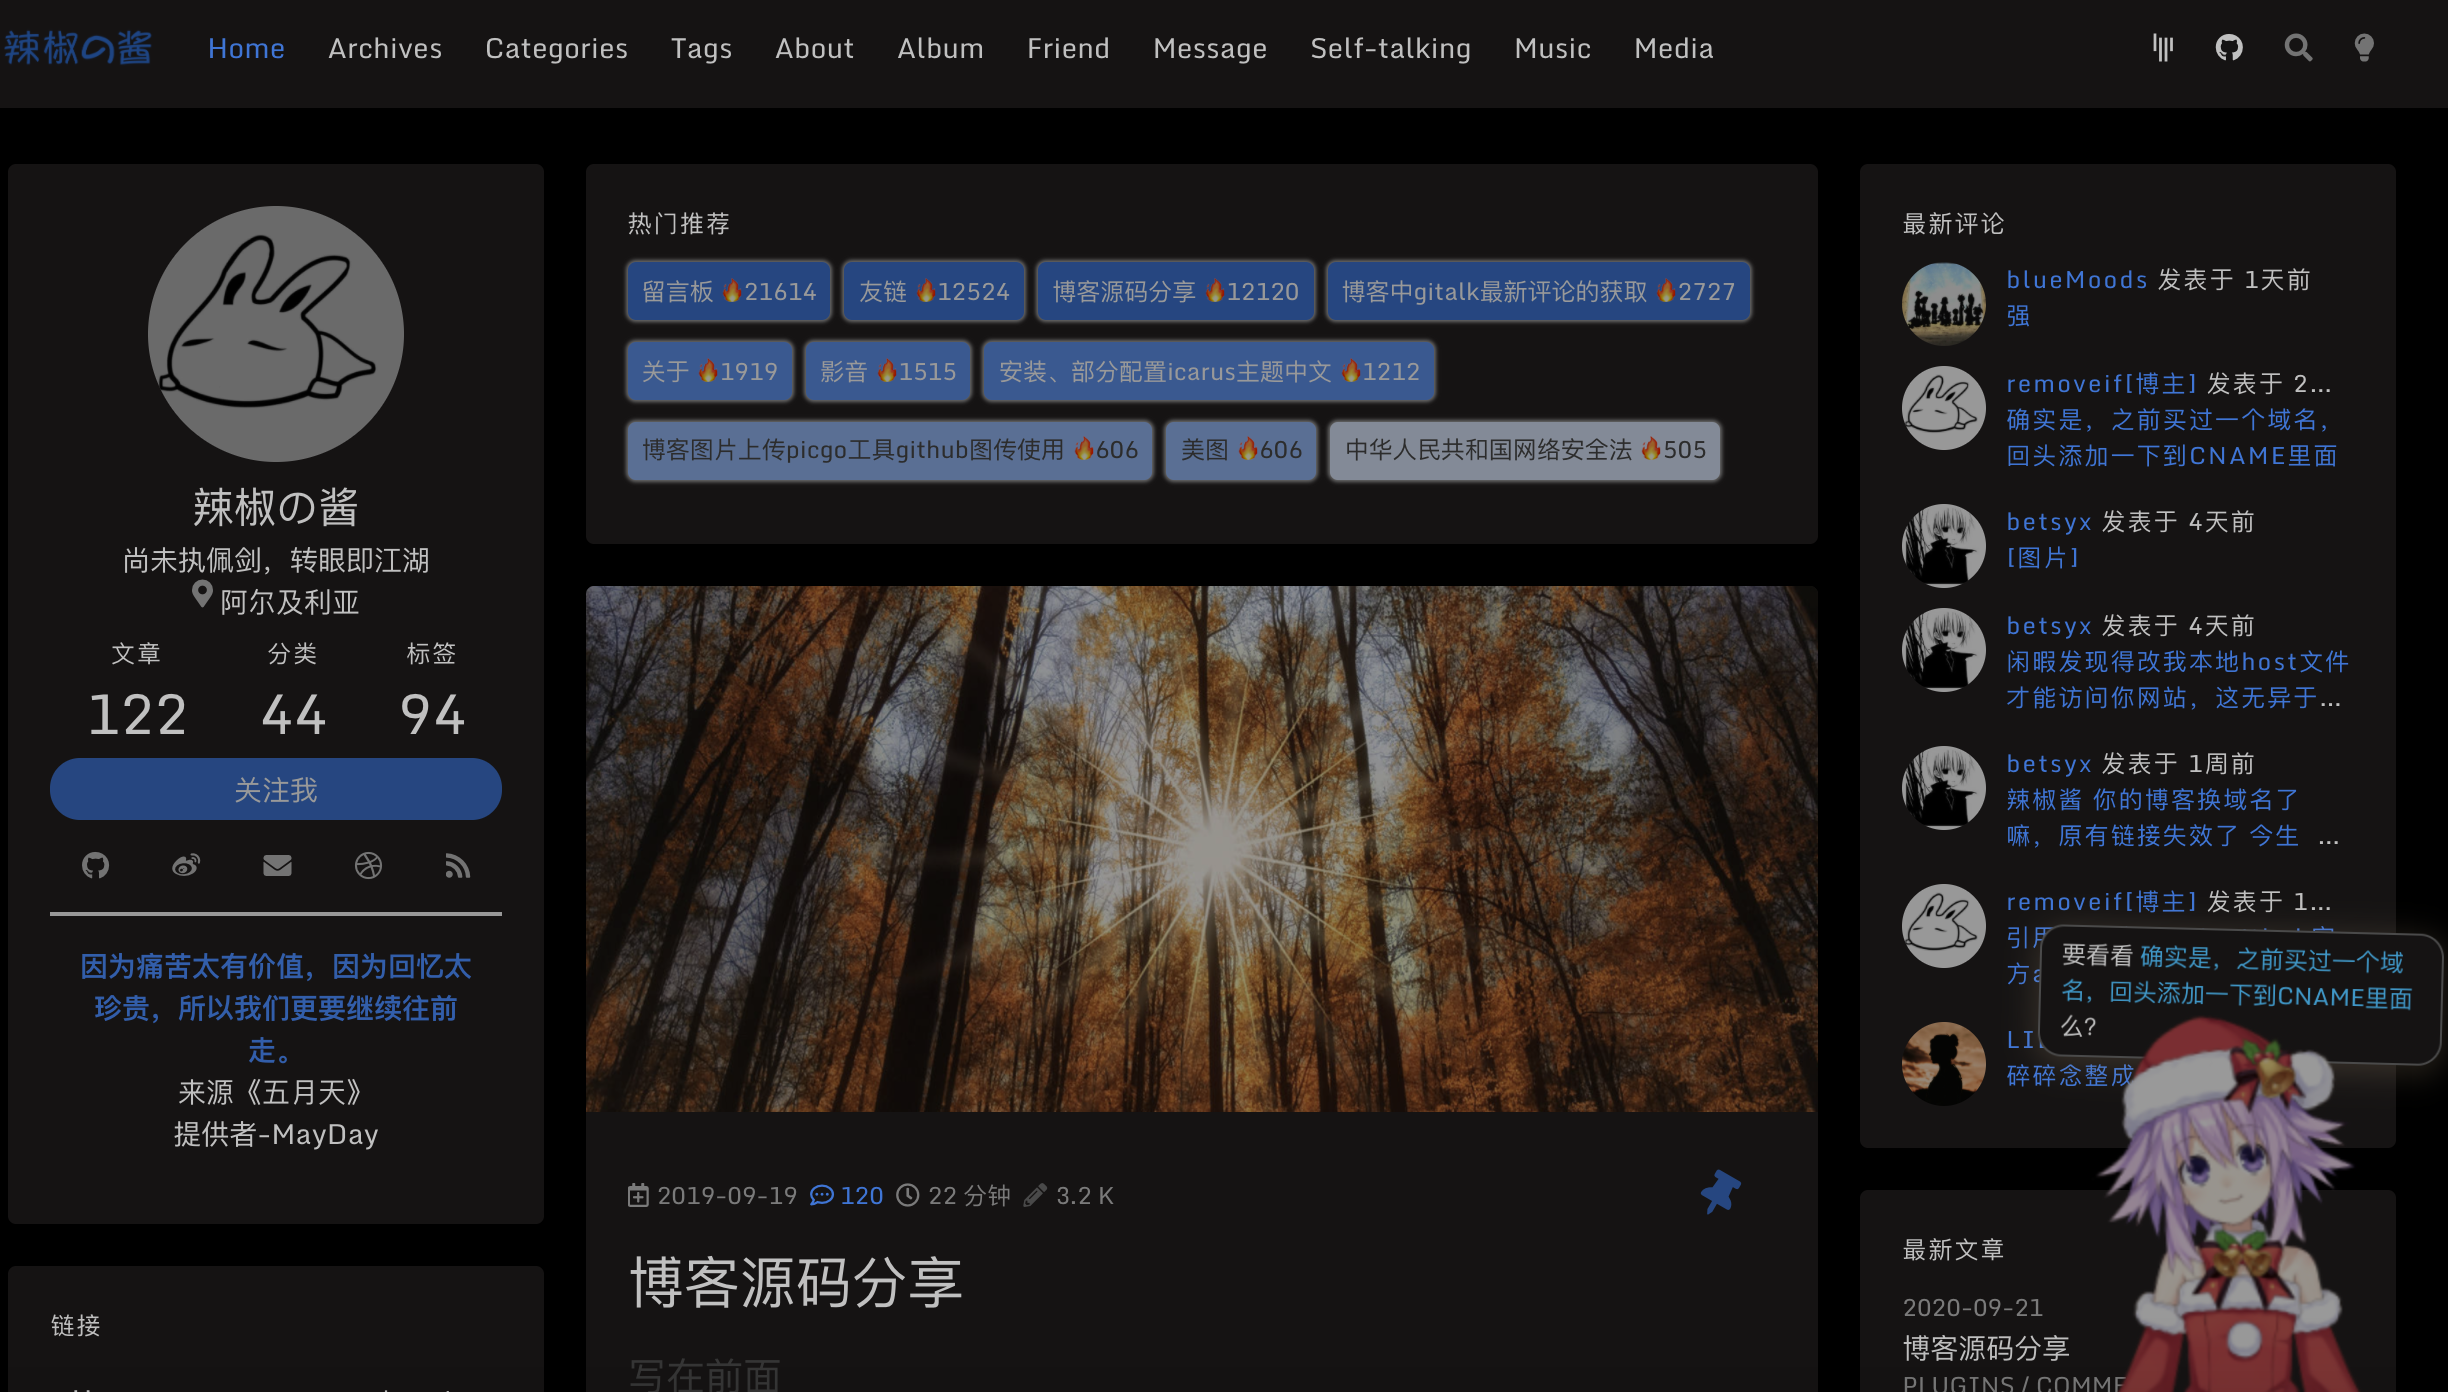 辣椒の酱
Home Archives Categories Tags About Album Friend Message Self-talking Music Media
辣椒の酱
尚未执佩剑，转眼即江湖
阿尔及利亚
文章 分类 标签
122 44 94
关注我
因为痛苦太有价值，因为回忆太
珍贵，所以我们更要继续往前
走。
来源《五月天》
提供者-MayDay
链接
热门推荐
留言板 🔥21614 友链 🔥12524 博客源码分享 🔥12120 博客中gitalk最新评论的获取 🔥2727
关于 🔥1919 影音 🔥1515 安装、部分配置icarus主题中文 🔥1212
博客图片上传picgo工具github图传使用 🔥606 美图 🔥606 中华人民共和国网络安全法 🔥505
2019-09-19 120 22 分钟 3.2 K
博客源码分享
写在前面
最新评论
blueMoods 发表于 1天前
强
removeif[博主] 发表于 2...
确实是，之前买过一个域名，
回头添加一下到CNAME里面
betsyx 发表于 4天前
[图片]
betsyx 发表于 4天前
闲暇发现得改我本地host文件
才能访问你网站，这无异于...
betsyx 发表于 1周前
辣椒酱 你的博客换域名了
嘛，原有链接失效了 今生 ...
removeif[博主] 发表于 1...
引用
方
要看看 确实是，之前买过一个域
名，回头添加一下到CNAME里面
么?
碎碎念整成
最新文章
2020-09-21
博客源码分享
PLUGINS / COMME